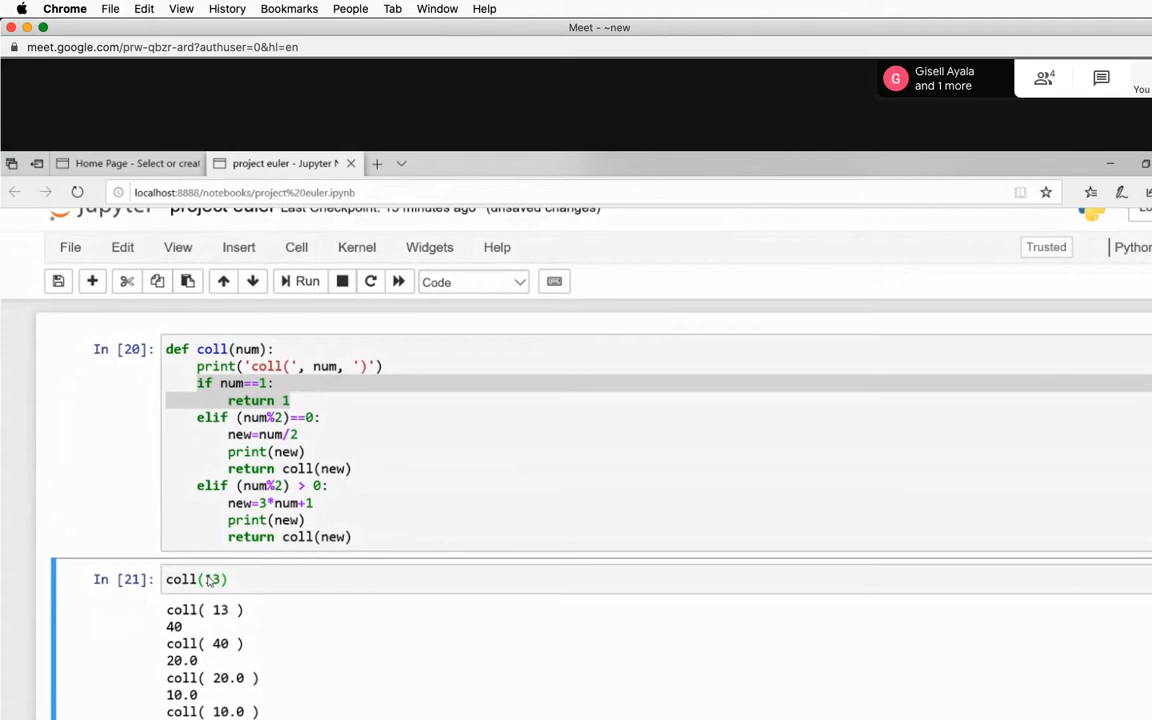 Chrome File Edit View History Bookmarks People Tab Window Help
Meet - ~new
meet.google.com/prw-qbzr-ard?authuser=0&hl=en
G Gisell Ayala
and 1 more
4
You
Home Page - Select or creat
project euler - Jupyter N
localhost:8888/notebooks/project%20euler.ipynb
jupyter project euler Last Checkpoint: 15 minutes ago (unsaved changes)
File Edit View Insert Cell Kernel Widgets Help Trusted Python
Run Code
In [20]: def coll(num):
print('coll(', num, ')')
if num==1:
return 1
elif (num%2)==0:
new=num/2
print(new)
return coll(new)
elif (num%2) > 0:
new=3*num+1
print(new)
return coll(new)
In [21]: coll(13)
coll( 13 )
40
coll( 40 )
20.0
coll( 20.0 )
10.0
coll( 10.0 )